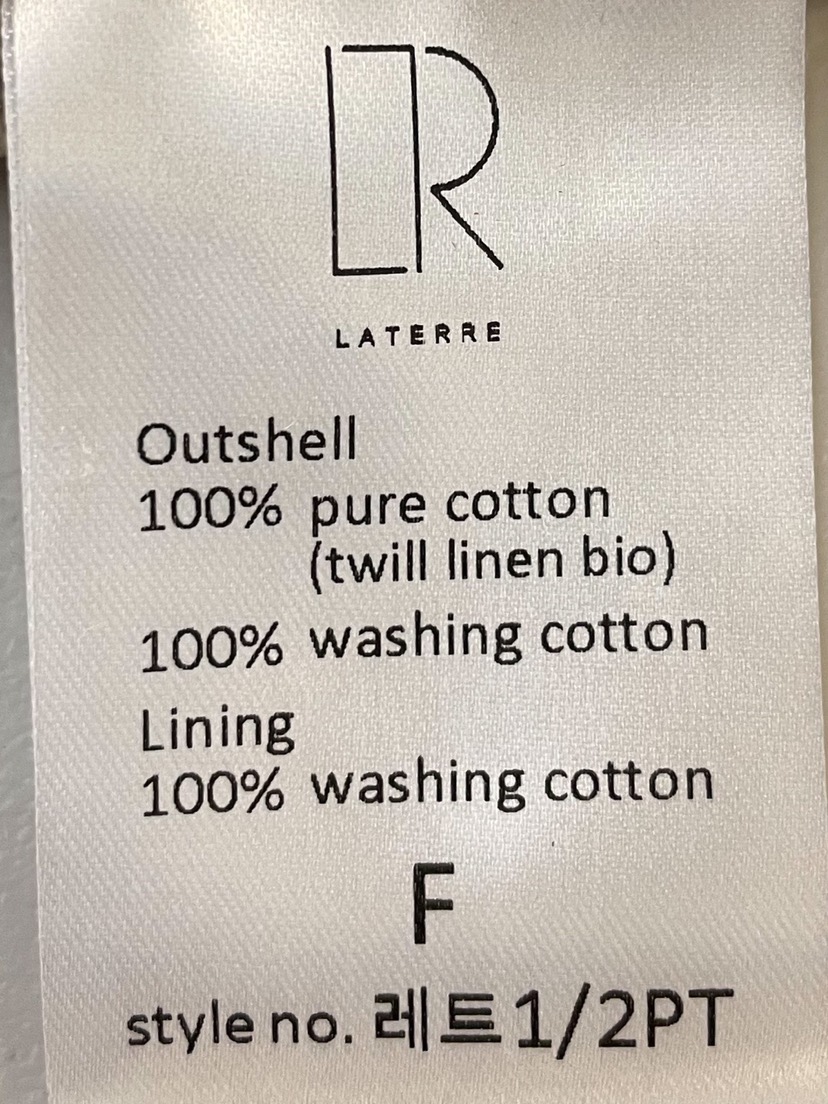 LR
LATERRE
Outshell
100% pure cotton
(twill linen bio)
100% washing cotton
Lining
100% washing cotton
F
style no. 레트1/2PT